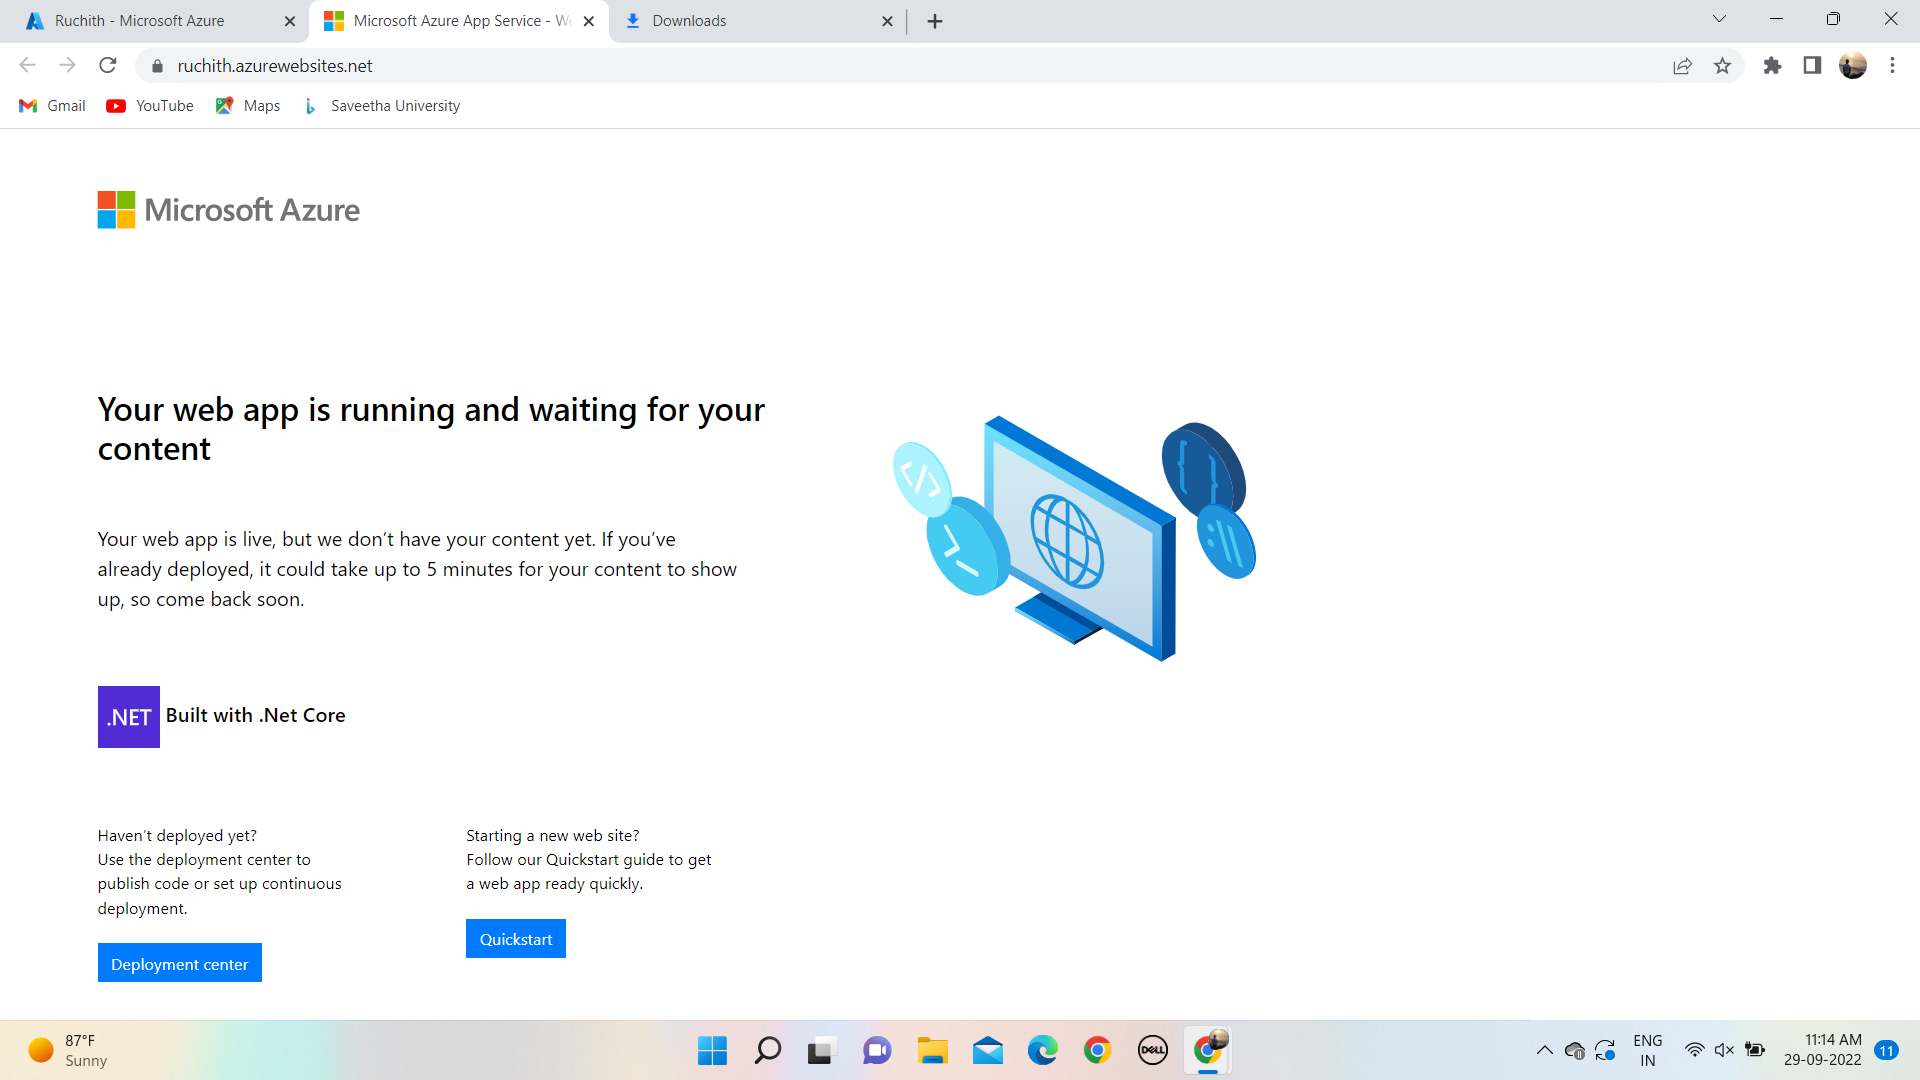 Ruchith - Microsoft Azure
Microsoft Azure App Service - W
Downloads
ruchith.azurewebsites.net
Gmail
YouTube
Maps
Saveetha University
Microsoft Azure
Your web app is running and waiting for your
content
Your web app is live, but we don’t have your content yet. If you’ve
already deployed, it could take up to 5 minutes for your content to show
up, so come back soon.
.NET
Built with .Net Core
Haven’t deployed yet?
Use the deployment center to
publish code or set up continuous
deployment.
Deployment center
Starting a new web site?
Follow our Quickstart guide to get
a web app ready quickly.
Quickstart
87°F
Sunny
DELL
ENG
IN
11:14 AM
29-09-2022
11